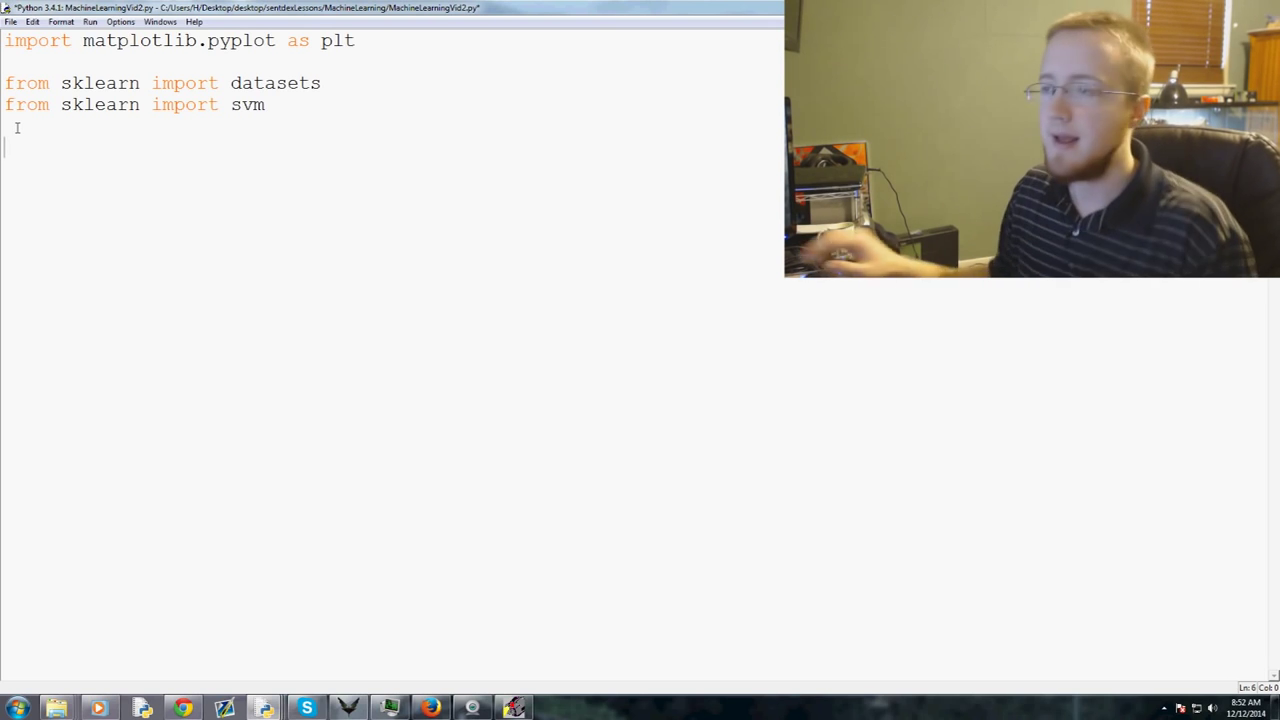 *Python 3.4.1: MachineLearningVid2.py - C:/Users/H/Desktop/desktop/sentdexLessons/MachineLearning/MachineLearningVid2.py*
File Edit Format Run Options Windows Help
import matplotlib.pyplot as plt
from sklearn import datasets
from sklearn import svm
Ln: 6 Col: 0
8:52 AM
12/12/2014